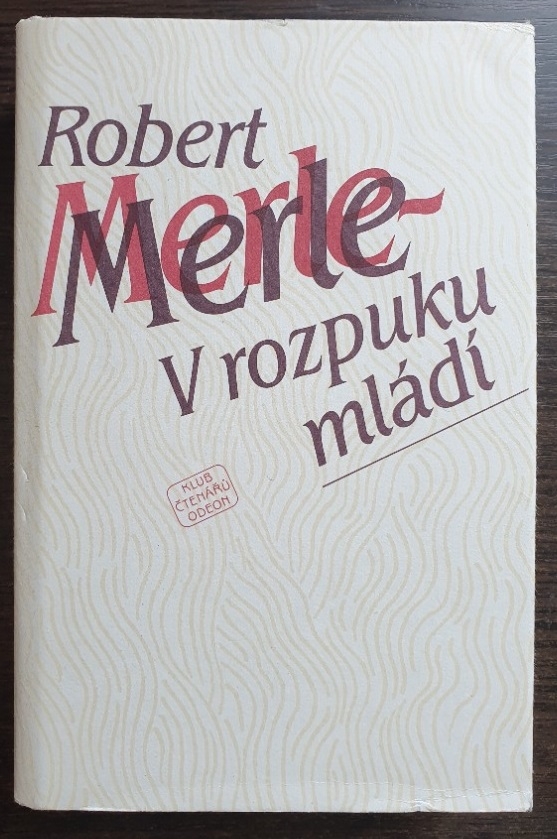 Robert
Merle-
V rozpuku
mládí
KLUB
ČTENÁŘŮ
ODEON